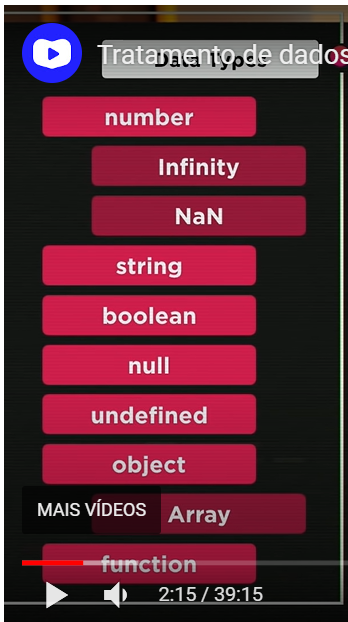 Tratamento de dados
Data Types
number
Infinity
NaN
string
boolean
null
undefined
object
MAIS VÍDEOS
Array
function
2:15 / 39:15